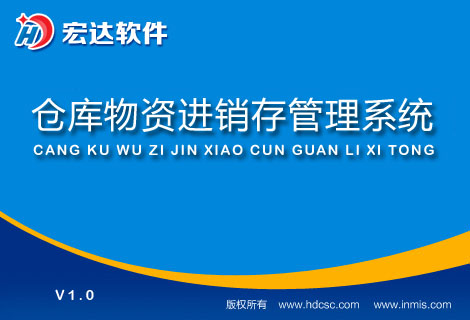 HD 宏达软件
仓库物资进销存管理系统
CANG KU WU ZI JIN XIAO CUN GUAN LI XI TONG
V1.0
版权所有 www.hdcsc.com www.inmis.com